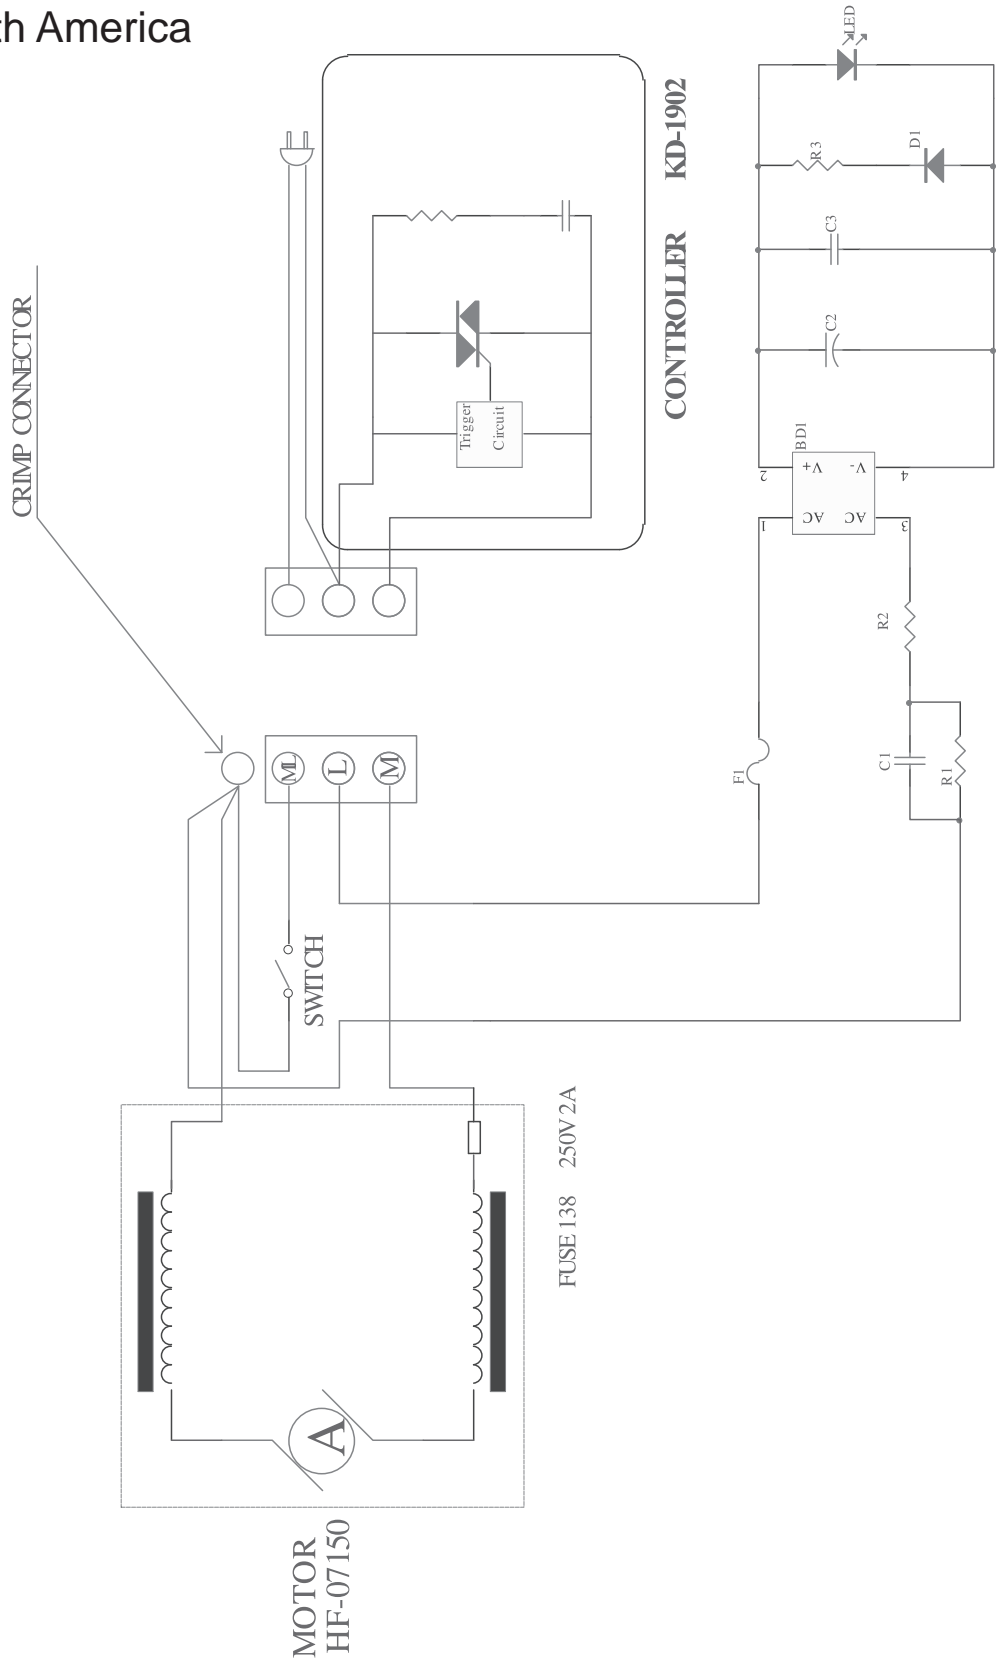 th America
LED
D1
R3
C3
C2
BD1
V+
V-
AC
AC
2
4
1
3
R2
C1
R1
F1
CONTROLLER KD-1902
Trigger
Circuit
CRIMP CONNECTOR
ML
L
M
SWITCH
FUSE 138 250V 2A
A
MOTOR
HF-07150